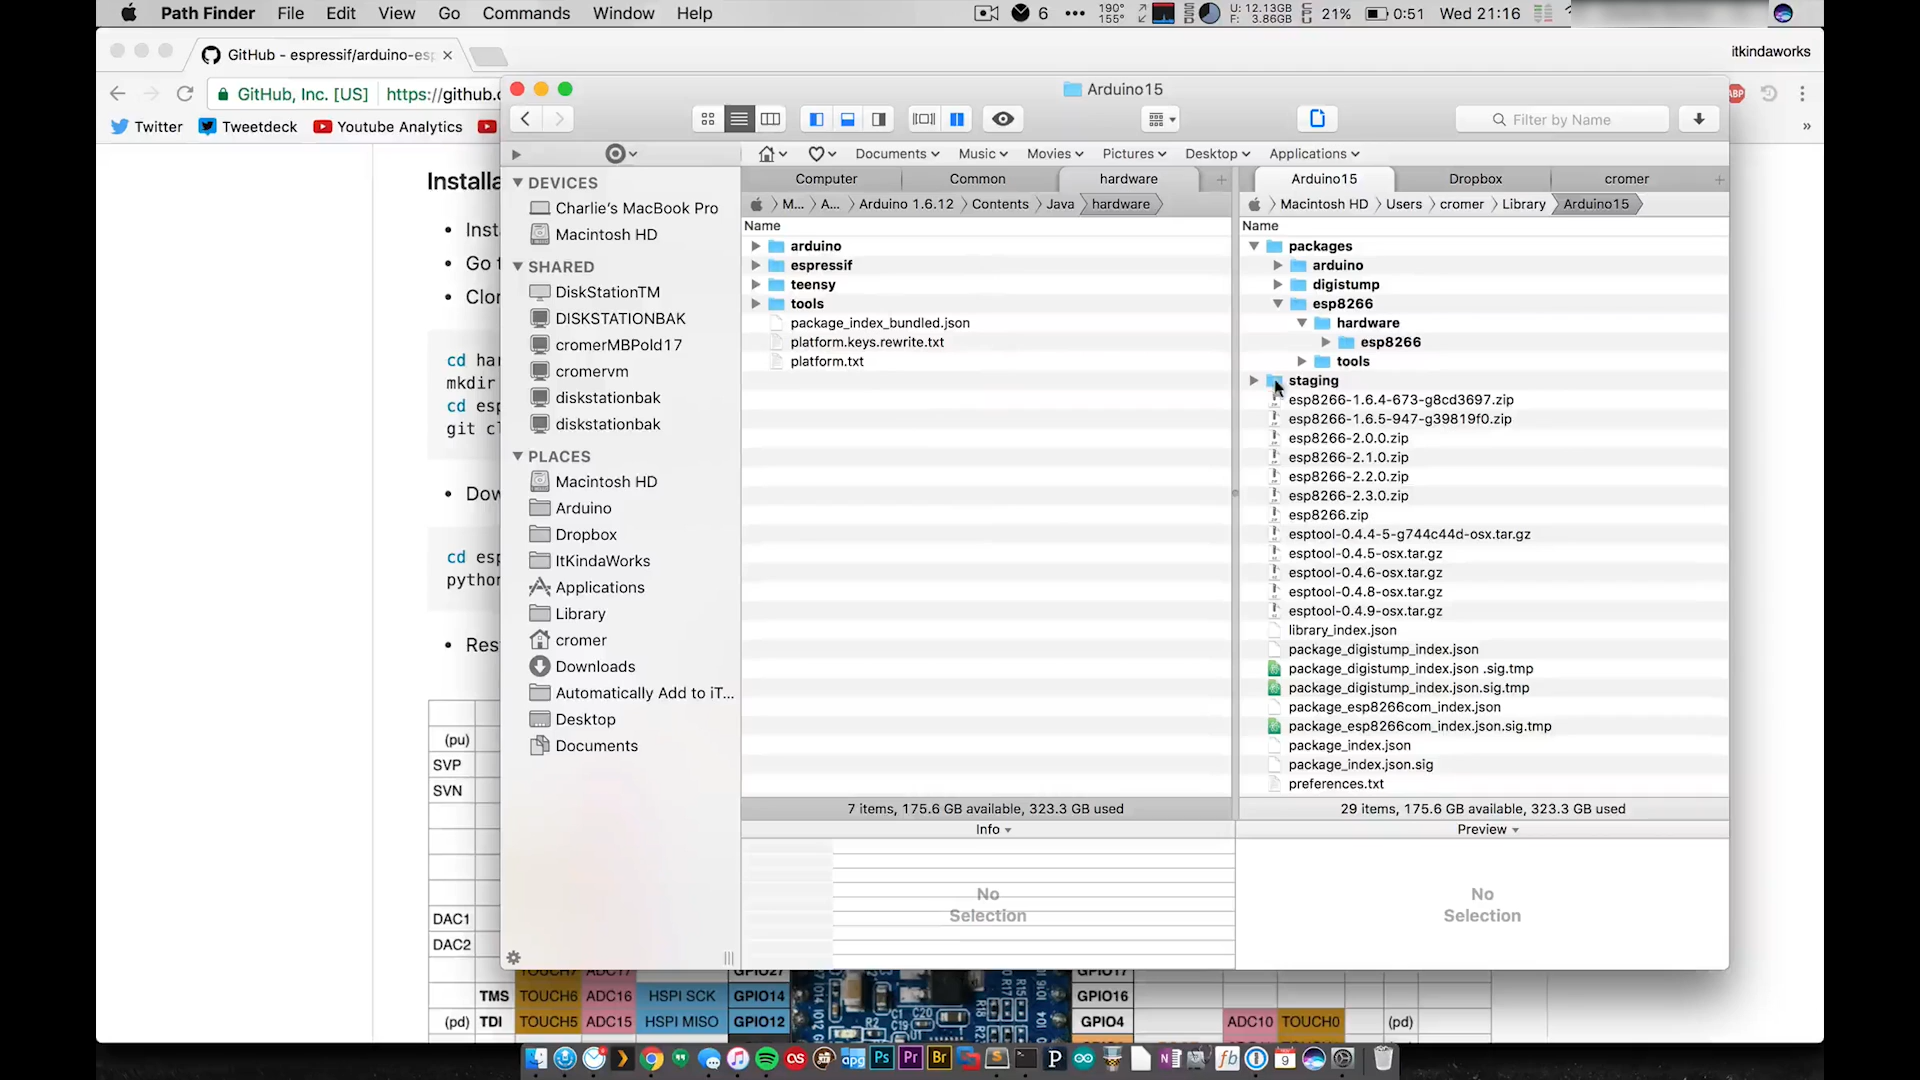 Path Finder File Edit View Go Commands Window Help
6 ••• 190° 155° U: 12.13GB F: 3.86GB 21% 0:51 Wed 21:16
GitHub - espressif/arduino-es
itkindaworks
GitHub, Inc. [US] https://github.c
Twitter Tweetdeck Youtube Analytics
»
Arduino15
Filter by Name
Documents Music Movies Pictures Desktop Applications
Computer Common hardware +
Arduino15 Dropbox cromer +
M... A... Arduino 1.6.12 Contents Java hardware
Macintosh HD Users cromer Library Arduino15
DEVICES
Charlie's MacBook Pro
Macintosh HD
SHARED
DiskStationTM
DISKSTATIONBAK
cromerMBPold17
cromervm
diskstationbak
diskstationbak
PLACES
Macintosh HD
Arduino
Dropbox
ItKindaWorks
Applications
Library
cromer
Downloads
Automatically Add to iT...
Desktop
Documents
Name
arduino
espressif
teensy
tools
package_index_bundled.json
platform.keys.rewrite.txt
platform.txt
7 items, 175.6 GB available, 323.3 GB used
Info
No
Selection
Name
packages
arduino
digistump
esp8266
hardware
esp8266
tools
staging
esp8266-1.6.4-673-g8cd3697.zip
esp8266-1.6.5-947-g39819f0.zip
esp8266-2.0.0.zip
esp8266-2.1.0.zip
esp8266-2.2.0.zip
esp8266-2.3.0.zip
esp8266.zip
esptool-0.4.4-5-g744c44d-osx.tar.gz
esptool-0.4.5-osx.tar.gz
esptool-0.4.6-osx.tar.gz
esptool-0.4.8-osx.tar.gz
esptool-0.4.9-osx.tar.gz
library_index.json
package_digistump_index.json
package_digistump_index.json .sig.tmp
package_digistump_index.json.sig.tmp
package_esp8266com_index.json
package_esp8266com_index.json.sig.tmp
package_index.json
package_index.json.sig
preferences.txt
29 items, 175.6 GB available, 323.3 GB used
Preview
No
Selection
Installa
• Inst
• Go t
• Clon
cd har
mkdir
cd esp
git cl
• Dow
cd esp
python
• Res
(pu)
SVP
SVN
DAC1
DAC2
TOUCH7 ADC17 GPIO27 GPIO17
TMS TOUCH6 ADC16 HSPI SCK GPIO14 GPIO16
(pd) TDI TOUCH5 ADC15 HSPI MISO GPIO12 GPIO4 ADC10 TOUCH0 (pd)